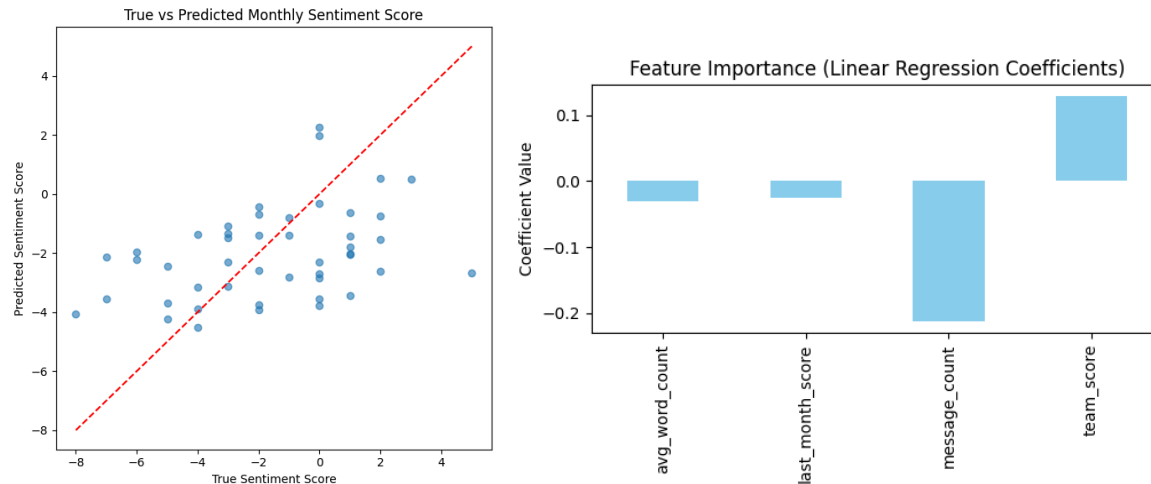 True vs Predicted Monthly Sentiment Score
4
2
0
−2
−4
−6
−8
Predicted Sentiment Score
−8 −6 −4 −2 0 2 4
True Sentiment Score
Feature Importance (Linear Regression Coefficients)
0.1
0.0
−0.1
−0.2
Coefficient Value
avg_word_count
last_month_score
message_count
team_score